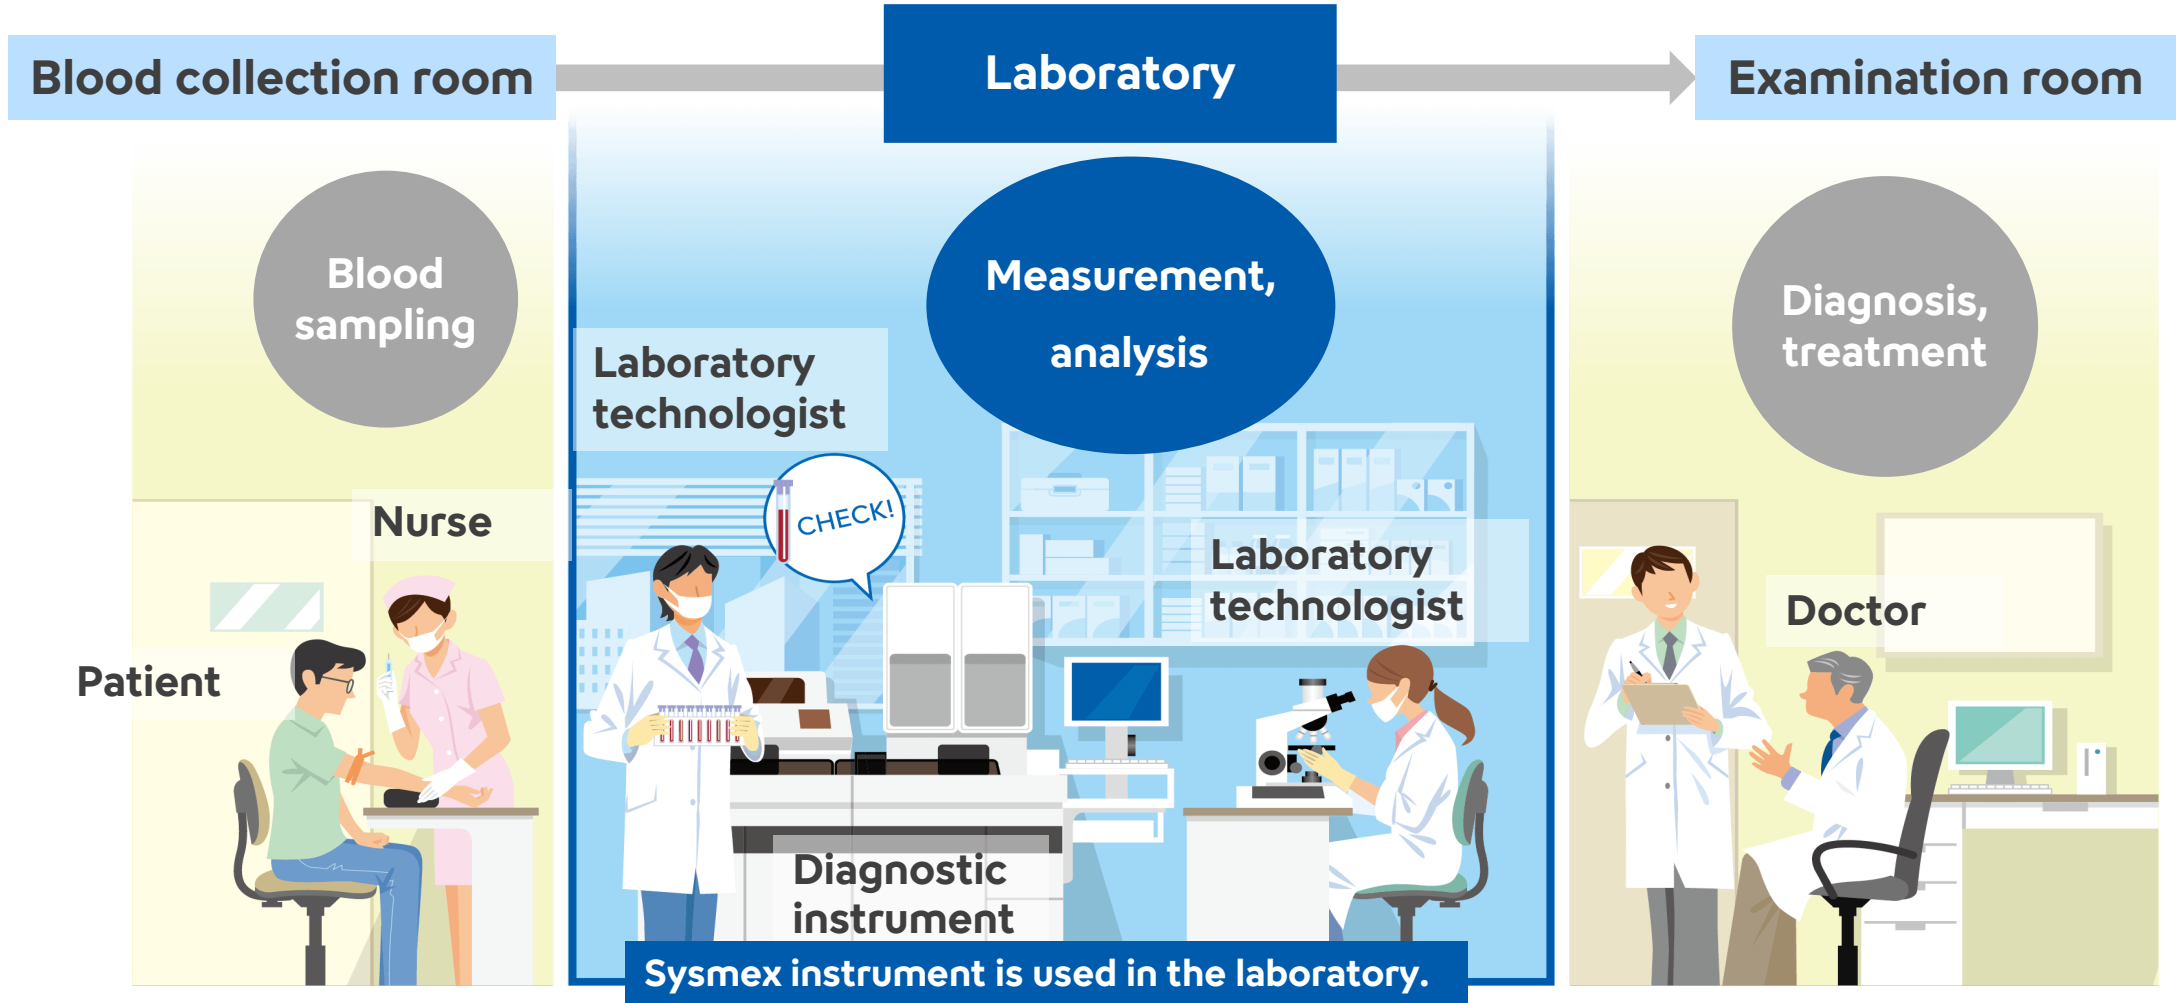 Blood collection room
Laboratory
Examination room
Blood
sampling
Measurement,
analysis
Diagnosis,
treatment
Laboratory
technologist
Nurse
CHECK!
Laboratory
technologist
Doctor
Patient
Diagnostic
instrument
Sysmex instrument is used in the laboratory.